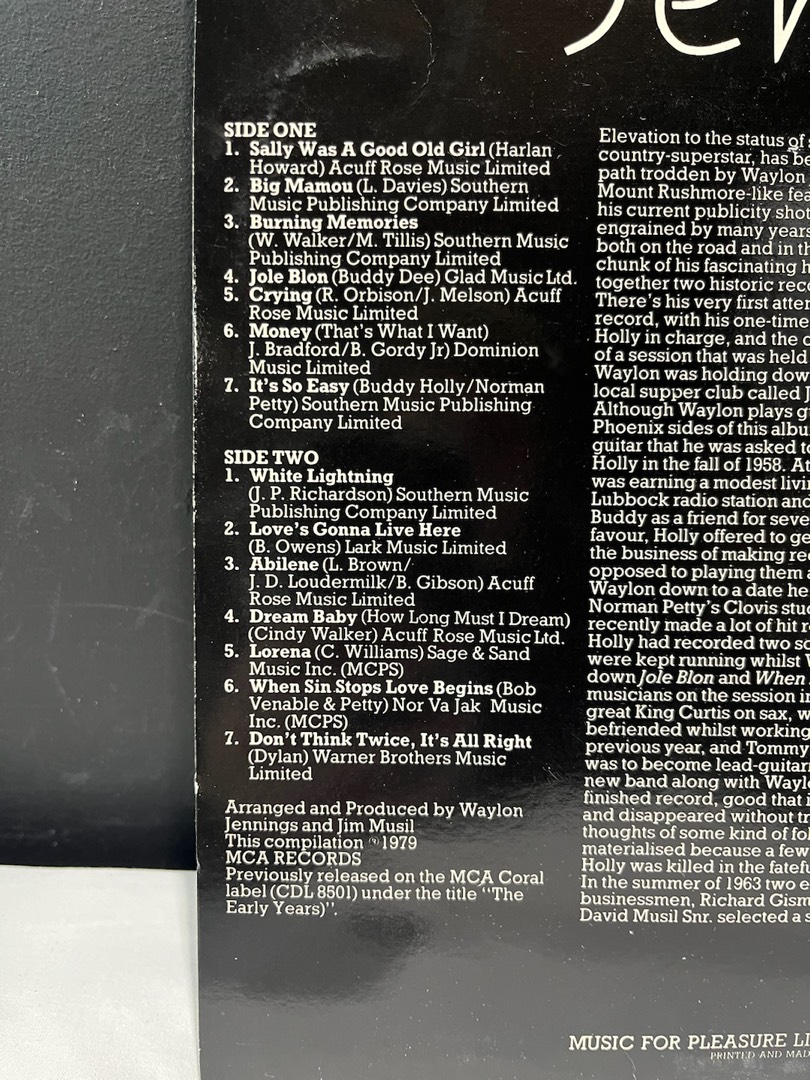 Jen
SIDE ONE
1. Sally Was A Good Old Girl (Harlan
Howard) Acuff Rose Music Limited
2. Big Mamou (L. Davies) Southern
Music Publishing Company Limited
3. Burning Memories
(W. Walker/M. Tillis) Southern Music
Publishing Company Limited
4. Jole Blon (Buddy Dee) Glad Music Ltd.
5. Crying (R. Orbison/J. Melson) Acuff
Rose Music Limited
6. Money (That's What I Want)
J. Bradford/B. Gordy Jr) Dominion
Music Limited
7. It's So Easy (Buddy Holly/Norman
Petty) Southern Music Publishing
Company Limited
SIDE TWO
1. White Lightning
(J. P. Richardson) Southern Music
Publishing Company Limited
2. Love's Gonna Live Here
(B. Owens) Lark Music Limited
3. Abilene (L. Brown/
J. D. Loudermilk/B. Gibson) Acuff
Rose Music Limited
4. Dream Baby (How Long Must I Dream)
(Cindy Walker) Acuff Rose Music Ltd.
5. Lorena (C. Williams) Sage & Sand
Music Inc. (MCPS)
6. When Sin Stops Love Begins (Bob
Venable & Petty) Nor Va Jak Music
Inc. (MCPS)
7. Don't Think Twice, It's All Right
(Dylan) Warner Brothers Music
Limited
Arranged and Produced by Waylon
Jennings and Jim Musil
This compilation ℗ 1979
MCA RECORDS
Previously released on the MCA Coral
label (CDL 8501) under the title "The
Early Years)".
Elevation to the status of
country-superstar, has be
path trodden by Waylon
Mount Rushmore-like fea
his current publicity shot
engrained by many years
both on the road and in th
chunk of his fascinating h
together two historic reco
There's his very first atte
record, with his one-time
Holly in charge, and the o
of a session that was held
Waylon was holding dow
local supper club called J
Although Waylon plays g
Phoenix sides of this albu
guitar that he was asked to
Holly in the fall of 1958. At
was earning a modest livi
Lubbock radio station and
Buddy as a friend for seve
favour, Holly offered to ge
the business of making re
opposed to playing them a
Waylon down to a date he
Norman Petty's Clovis stud
recently made a lot of hit r
Holly had recorded two so
were kept running whilst W
down Jole Blon and When
musicians on the session in
great King Curtis on sax, w
befriended whilst working
previous year, and Tommy
was to become lead-guitar
new band along with Waylo
finished record, good that i
and disappeared without tr
thoughts of some kind of fol
materialised because a few
Holly was killed in the fatef
In the summer of 1963 two e
businessmen, Richard Gism
David Musil Snr. selected a s
MUSIC FOR PLEASURE LI
PRINTED AND MAD